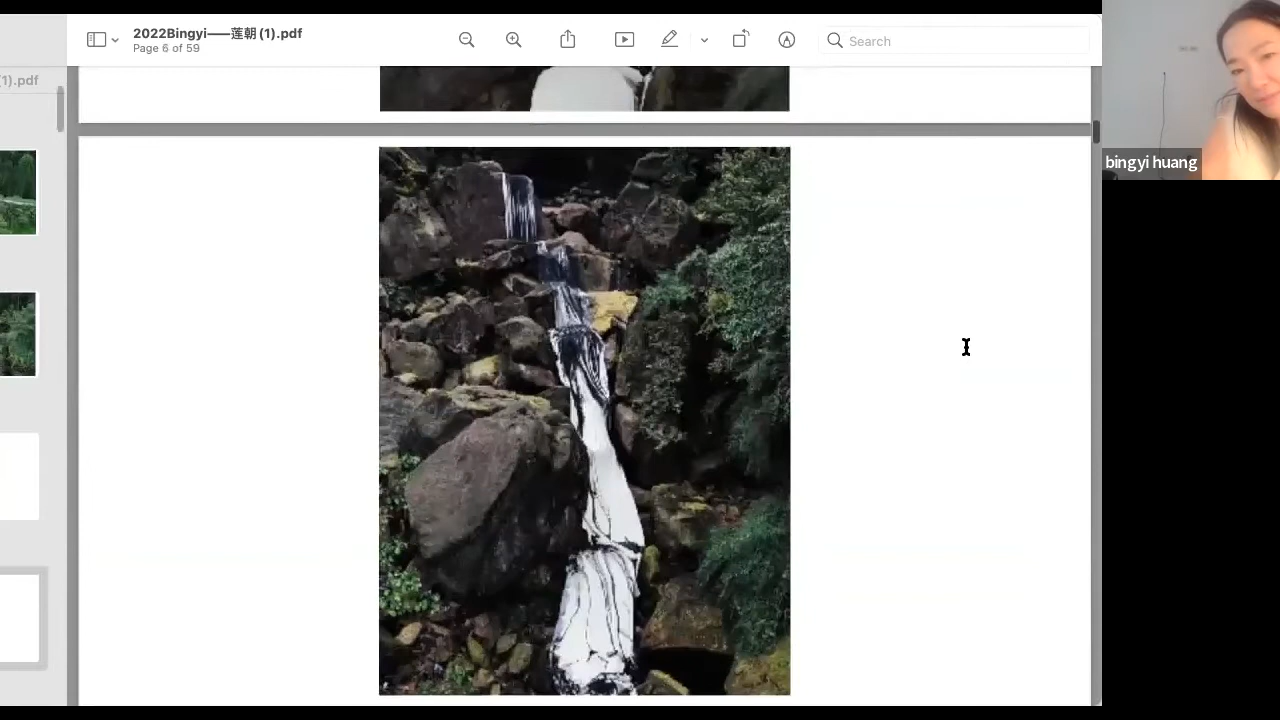 2022Bingyi——莲朝 (1).pdf
Page 6 of 59
Search
(1).pdf
bingyi huang